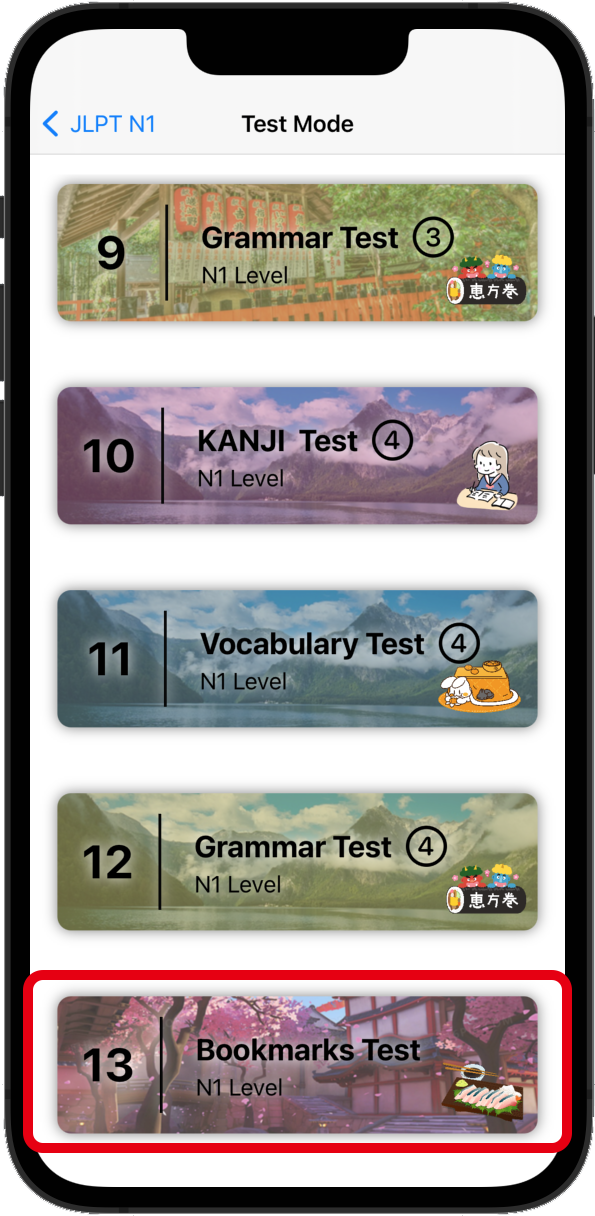 JLPT N1
Test Mode
9
Grammar Test ③
N1 Level
恵方巻
10
KANJI Test ④
N1 Level
11
Vocabulary Test ④
N1 Level
12
Grammar Test ④
N1 Level
恵方巻
13
Bookmarks Test
N1 Level